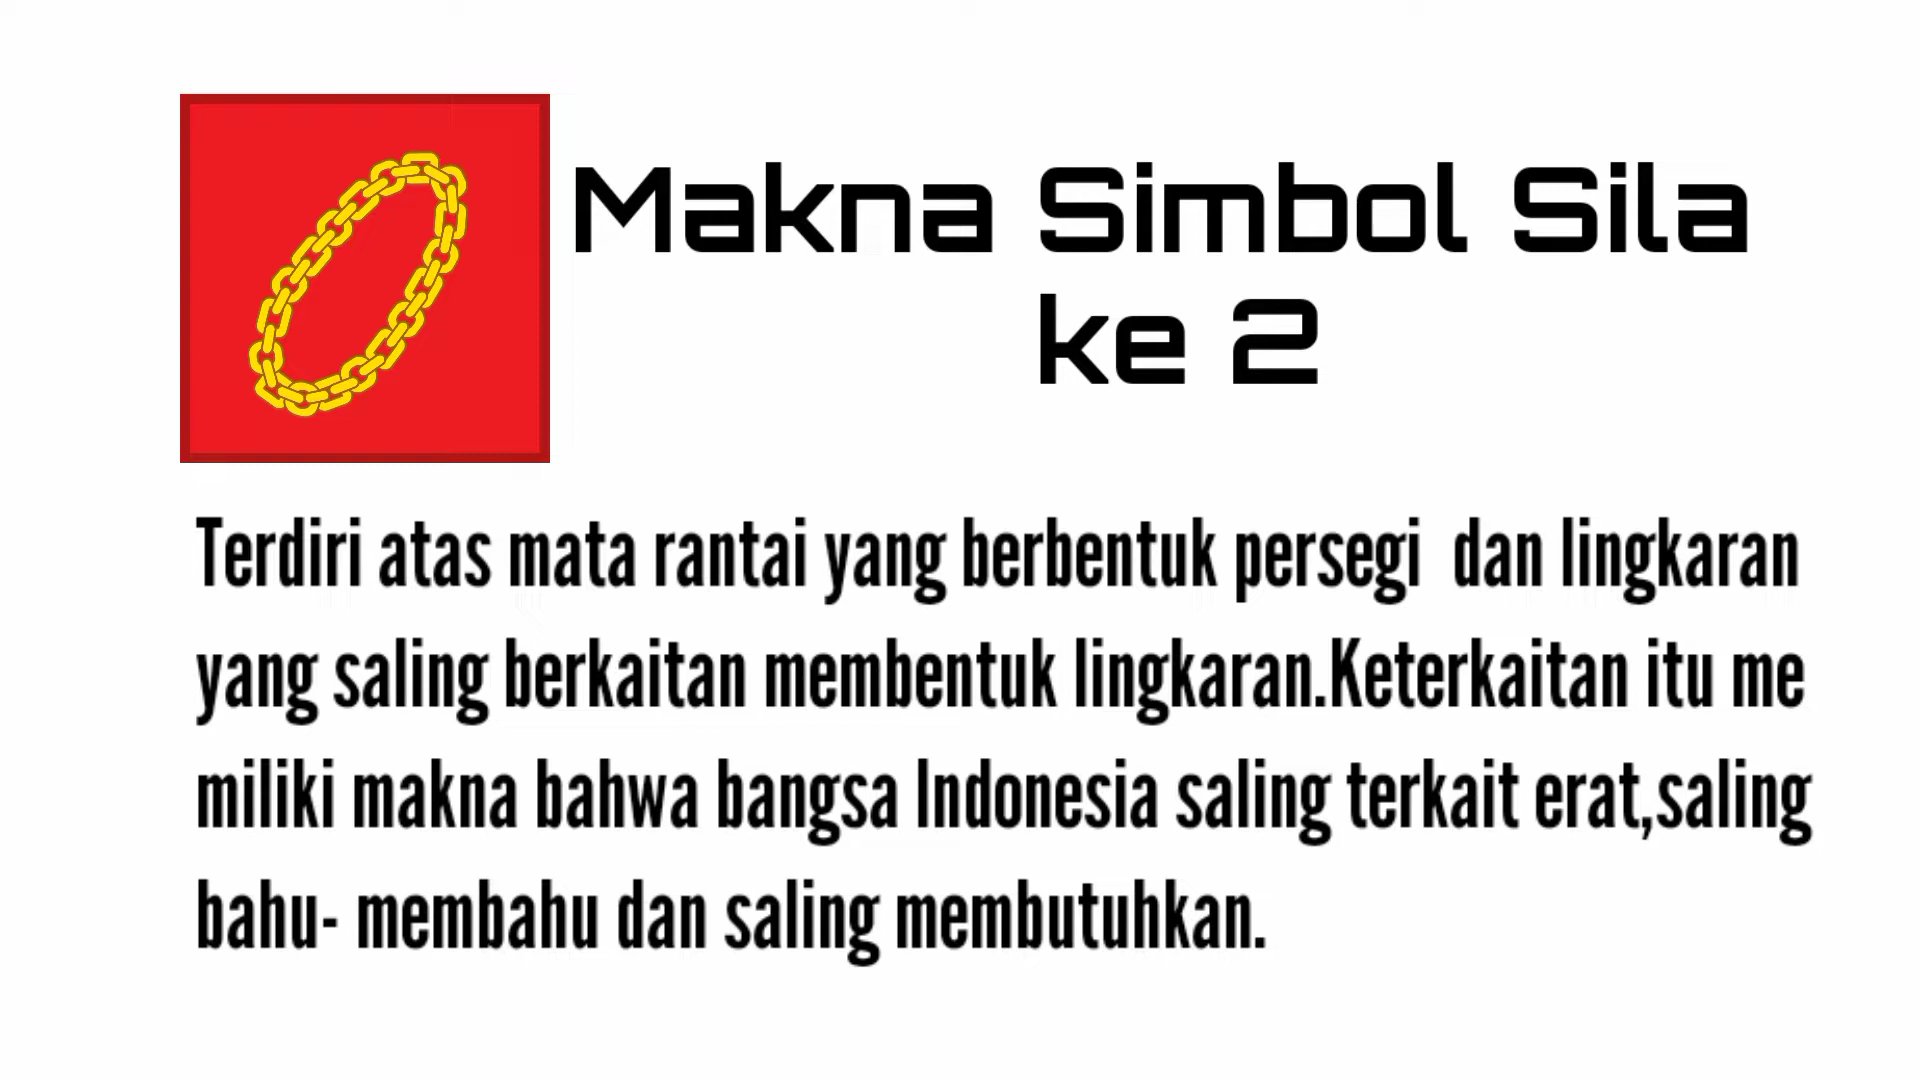 Makna Simbol Sila
ke 2
Terdiri atas mata rantai yang berbentuk persegi  dan lingkaran
yang saling berkaitan membentuk lingkaran.Keterkaitan itu me
miliki makna bahwa bangsa Indonesia saling terkait erat,saling
bahu- membahu dan saling membutuhkan.